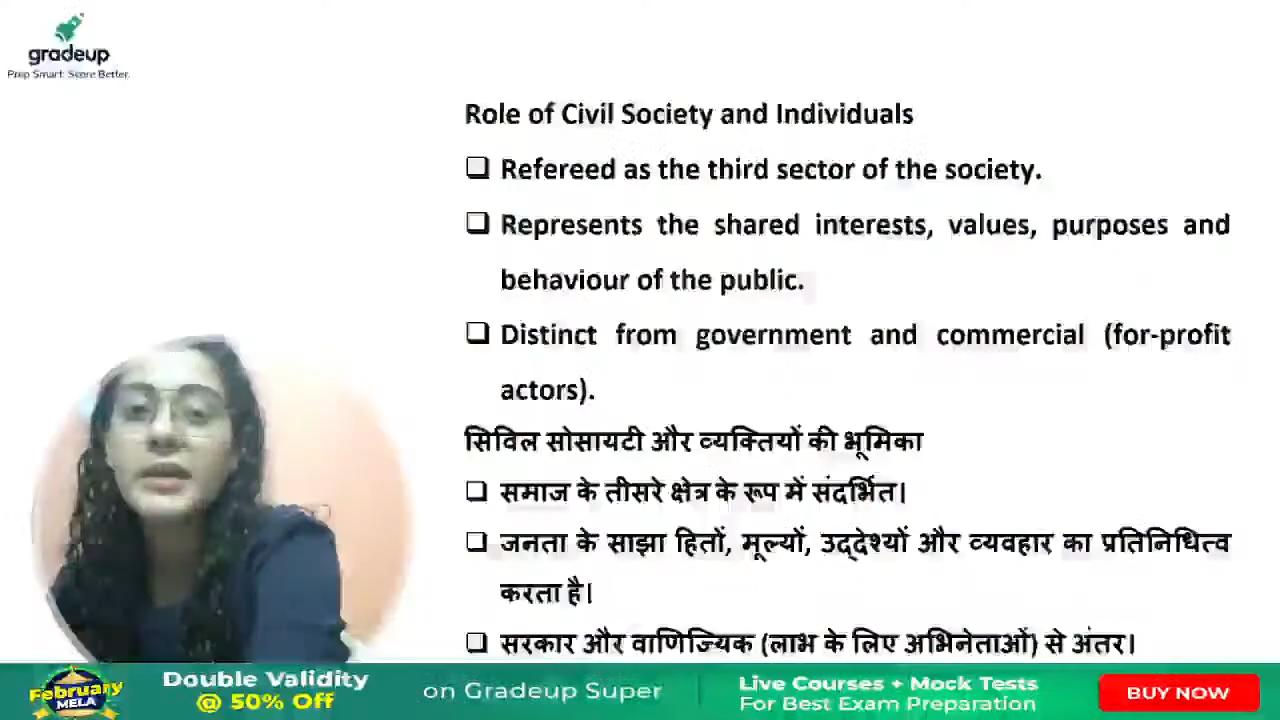 gradeup
Prep Smart. Score Better.
Role of Civil Society and Individuals
❑ Refereed as the third sector of the society.
❑ Represents the shared interests, values, purposes and
behaviour of the public.
❑ Distinct from government and commercial (for-profit
actors).
सिविल सोसायटी और व्यक्तियों की भूमिका
❑ समाज के तीसरे क्षेत्र के रूप में संदर्भित।
❑ जनता के साझा हितों, मूल्यों, उद्देश्यों और व्यवहार का प्रतिनिधित्व
करता है।
❑ सरकार और वाणिज्यिक (लाभ के लिए अभिनेताओं) से अंतर।
February
MELA
Double Validity
@ 50% Off
on Gradeup Super
Live Courses + Mock Tests
For Best Exam Preparation
BUY NOW